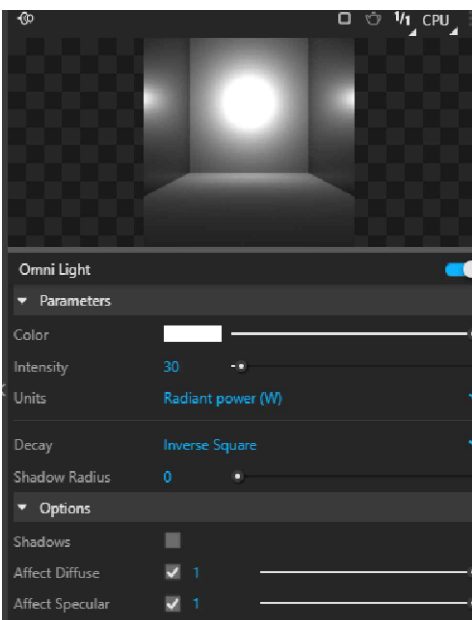 1/1 CPU
Omni Light
Parameters
Color
Intensity 30
Units Radiant power (W)
Decay Inverse Square
Shadow Radius 0
Options
Shadows
Affect Diffuse 1
Affect Specular 1